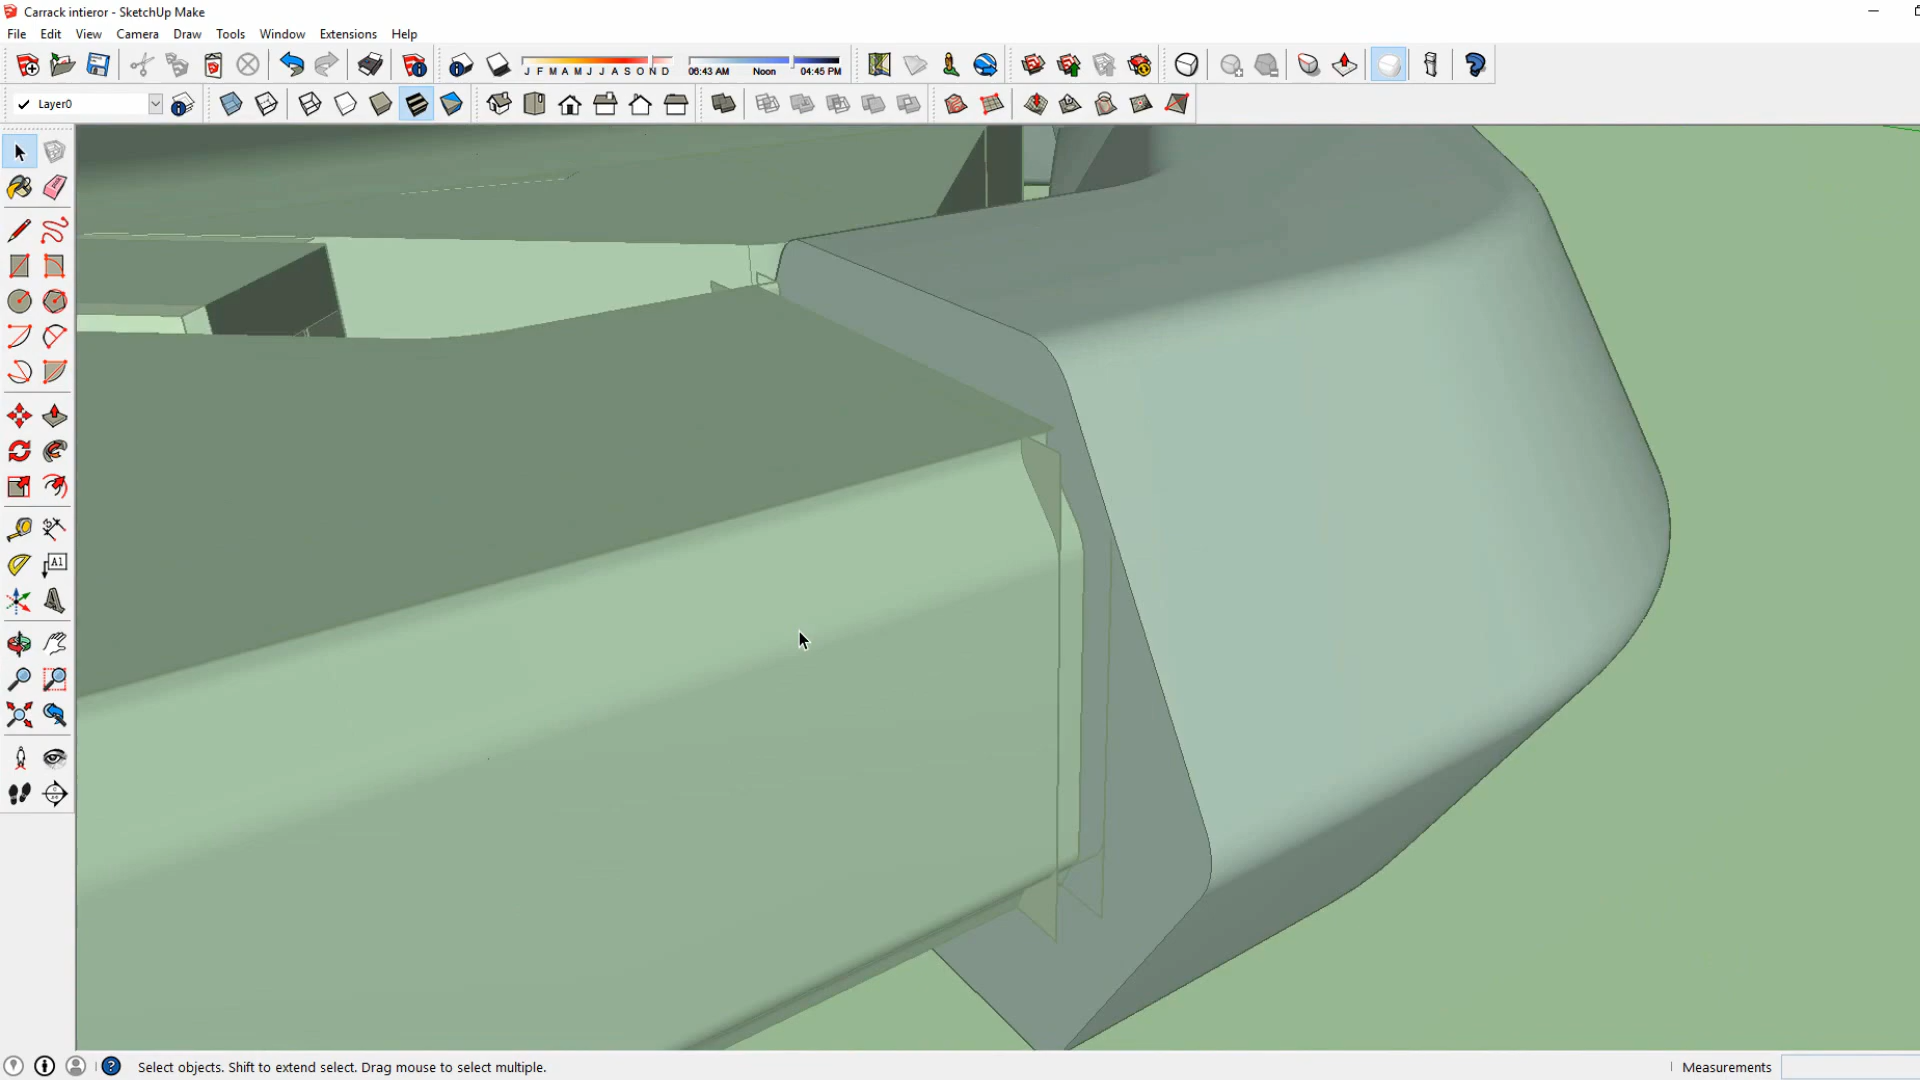 Carrack intieror - SketchUp Make
File Edit View Camera Draw Tools Window Extensions Help
J F M A M J J A S O N D
06:43 AM Noon 04:45 PM
Layer0
A1
Select objects. Shift to extend select. Drag mouse to select multiple.
Measurements